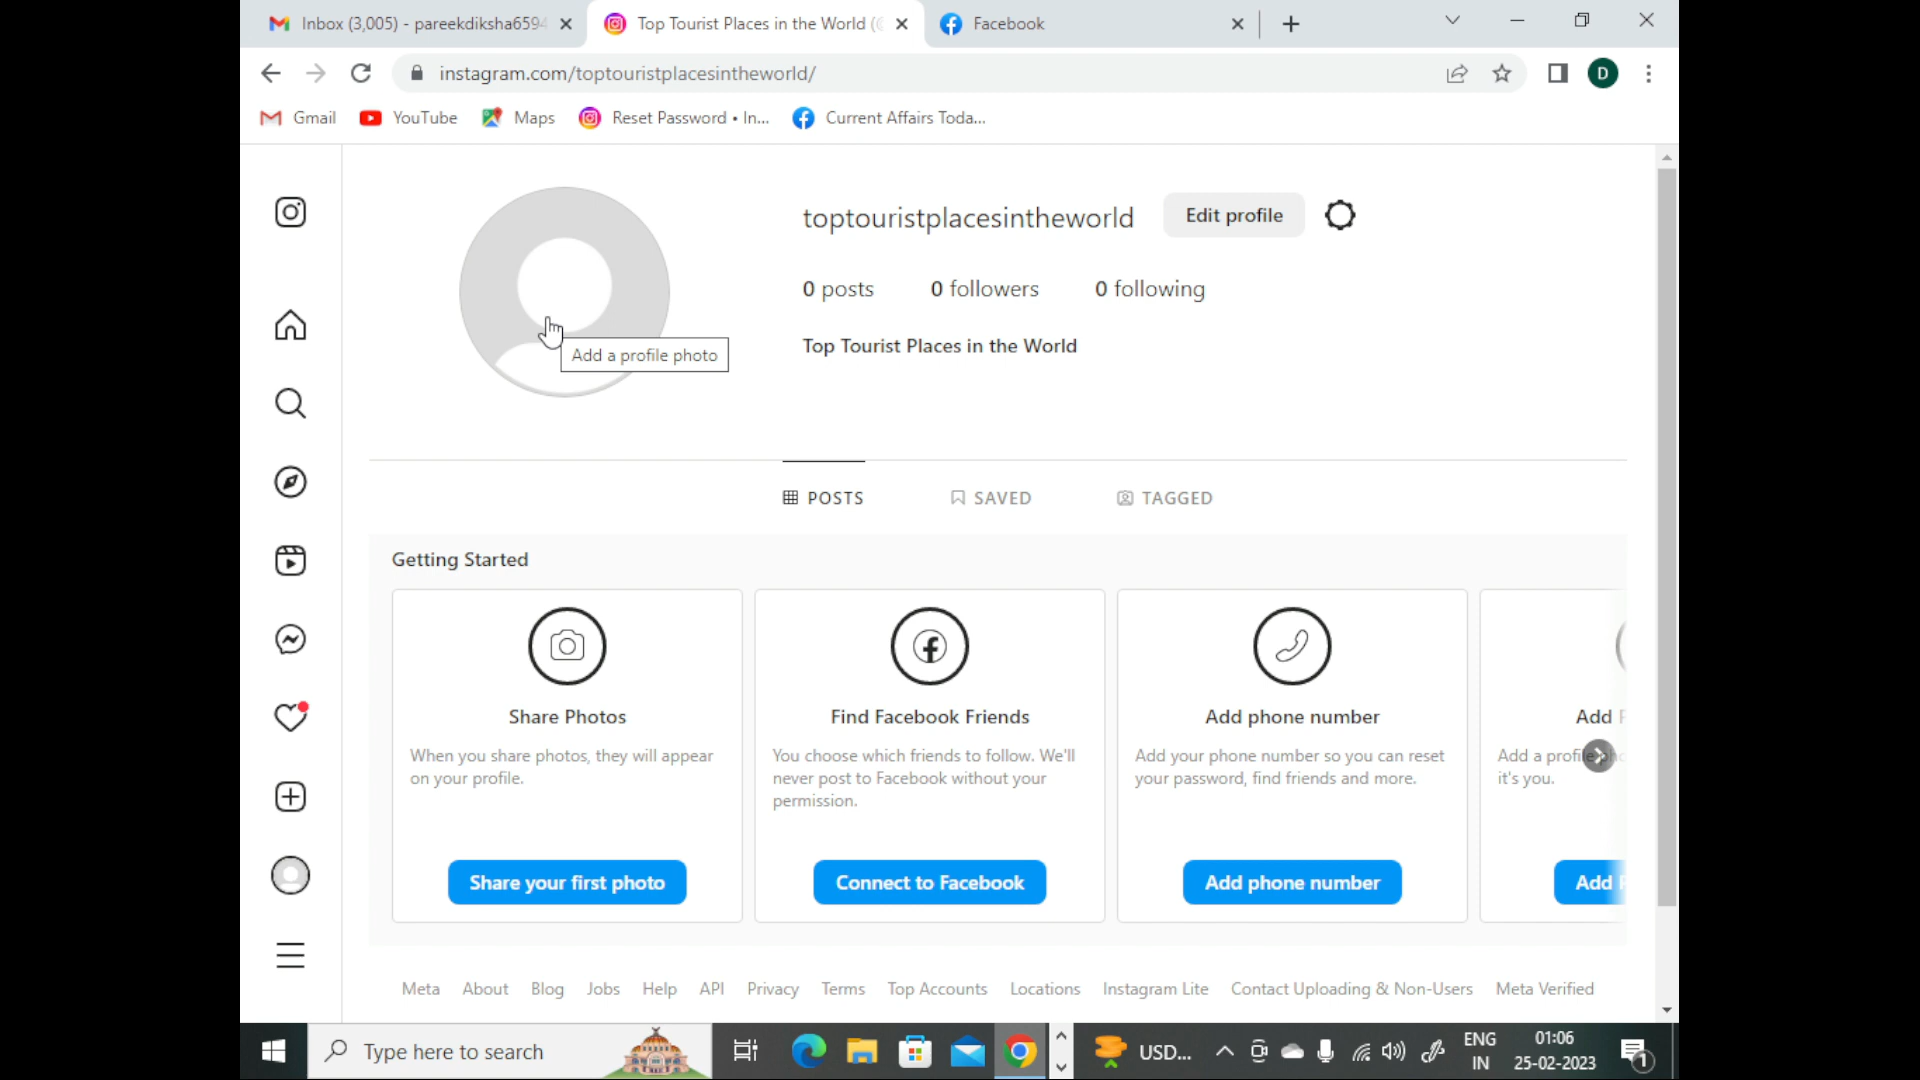 Inbox (3,005) - pareekdiksha6594
Top Tourist Places in the World (
Facebook
instagram.com/toptouristplacesintheworld/
D
Gmail
YouTube
Maps
Reset Password • In...
Current Affairs Toda...
toptouristplacesintheworld
Edit profile
0 posts
0 followers
0 following
Add a profile photo
Top Tourist Places in the World
POSTS
SAVED
TAGGED
Getting Started
Share Photos
When you share photos, they will appear
on your profile.
Share your first photo
Find Facebook Friends
You choose which friends to follow. We'll
never post to Facebook without your
permission.
Connect to Facebook
Add phone number
Add your phone number so you can reset
your password, find friends and more.
Add phone number
Add
Add a profile
it's you.
Add
Meta About Blog Jobs Help API Privacy Terms Top Accounts Locations Instagram Lite Contact Uploading & Non-Users Meta Verified
Type here to search
USD...
ENG
IN
01:06
25-02-2023
1